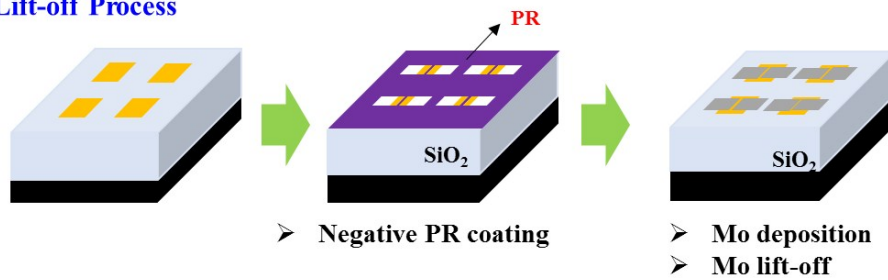 Lift-off Process
PR
SiO₂
SiO₂
➢ Negative PR coating
➢ Mo deposition
➢ Mo lift-off